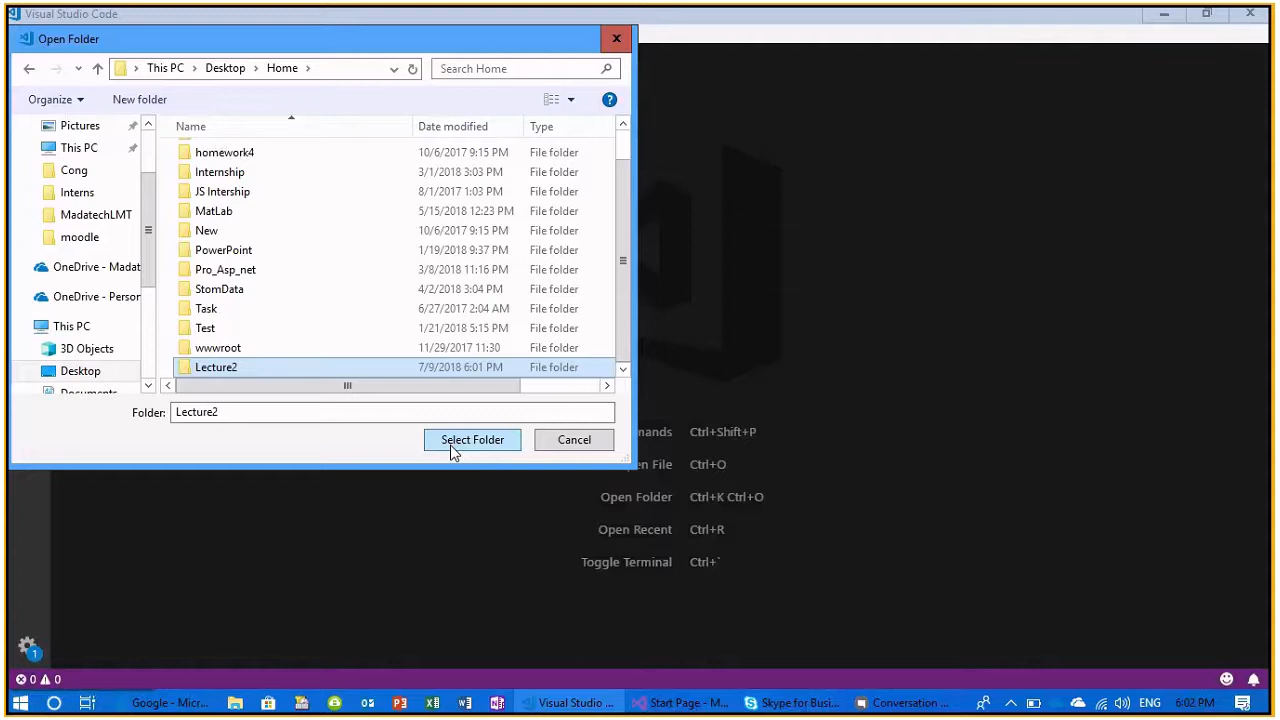 Visual Studio Code
Open Folder
This PC
Desktop
Home
Search Home
Organize
New folder
Name
Date modified
Type
Pictures
This PC
Cong
Interns
MadatechLMT
moodle
OneDrive - Madat
OneDrive - Person
This PC
3D Objects
Desktop
Documents
homework4 10/6/2017 9:15 PM File folder
Internship 3/1/2018 3:03 PM File folder
JS Intership 8/1/2017 1:03 PM File folder
MatLab 5/15/2018 12:23 PM File folder
New 10/6/2017 9:15 PM File folder
PowerPoint 1/19/2018 9:37 PM File folder
Pro_Asp_net 3/8/2018 11:16 PM File folder
StomData 4/2/2018 3:04 PM File folder
Task 6/27/2017 2:04 AM File folder
Test 1/21/2018 5:15 PM File folder
wwwroot 11/29/2017 11:30 File folder
Lecture2 7/9/2018 6:01 PM File folder
Folder: Lecture2
Select Folder
Cancel
mands Ctrl+Shift+P
en File Ctrl+O
Open Folder Ctrl+K Ctrl+O
Open Recent Ctrl+R
Toggle Terminal Ctrl+`
1
0 0
Google - Micr...
Visual Studio ...
Start Page - M...
Skype for Busi...
Conversation ...
ENG
6:02 PM